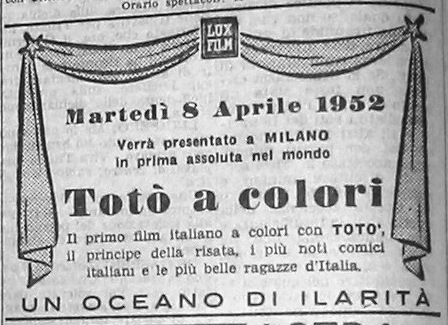 Orario spettacoli:
LUX
FILM
Martedì 8 Aprile 1952
Verrà presentato a MILANO
in prima assoluta nel mondo
Totò a colori
Il primo film italiano a colori con TOTO',
il principe della risata, i più noti comici
italiani e le più belle ragazze d'Italia.
UN OCEANO DI ILARITÀ